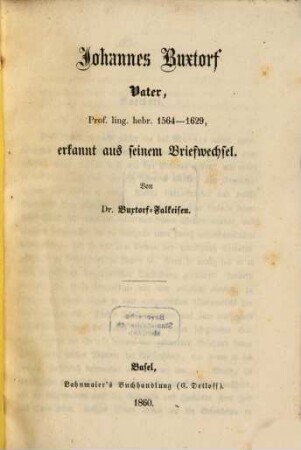 Johannes Buxtorf
Vater,
Prof. ling. hebr. 1564—1629,
erkannt aus seinem Briefwechsel.
Von
Dr. Buxtorf-Falkeisen.
Basel,
Bahnmaier's Buchhandlung (C. Detloff).
1860.